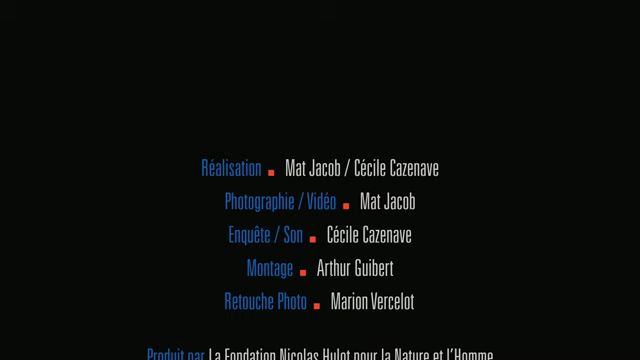 Réalisation ▪ Mat Jacob / Cécile Cazenave
Photographie / Vidéo ▪ Mat Jacob
Enquête / Son ▪ Cécile Cazenave
Montage ▪ Arthur Guibert
Retouche Photo ▪ Marion Vercelot
Produit par La Fondation Nicolas Hulot pour la Nature et l'Homme